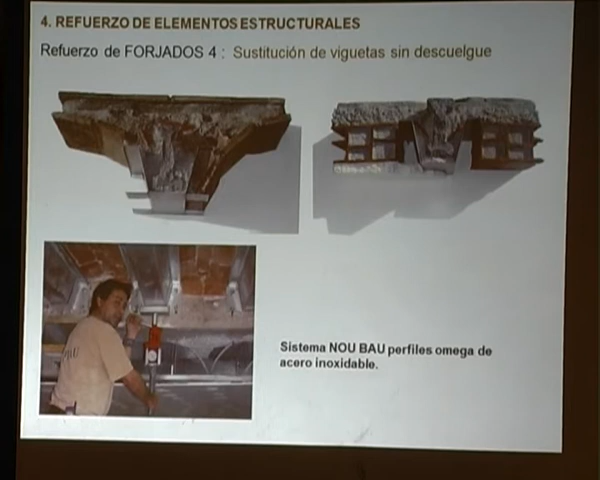 4. REFUERZO DE ELEMENTOS ESTRUCTURALES
Refuerzo de FORJADOS 4 : Sustitución de viguetas sin descuelgue
Sistema NOU BAU perfiles omega de
acero inoxidable.